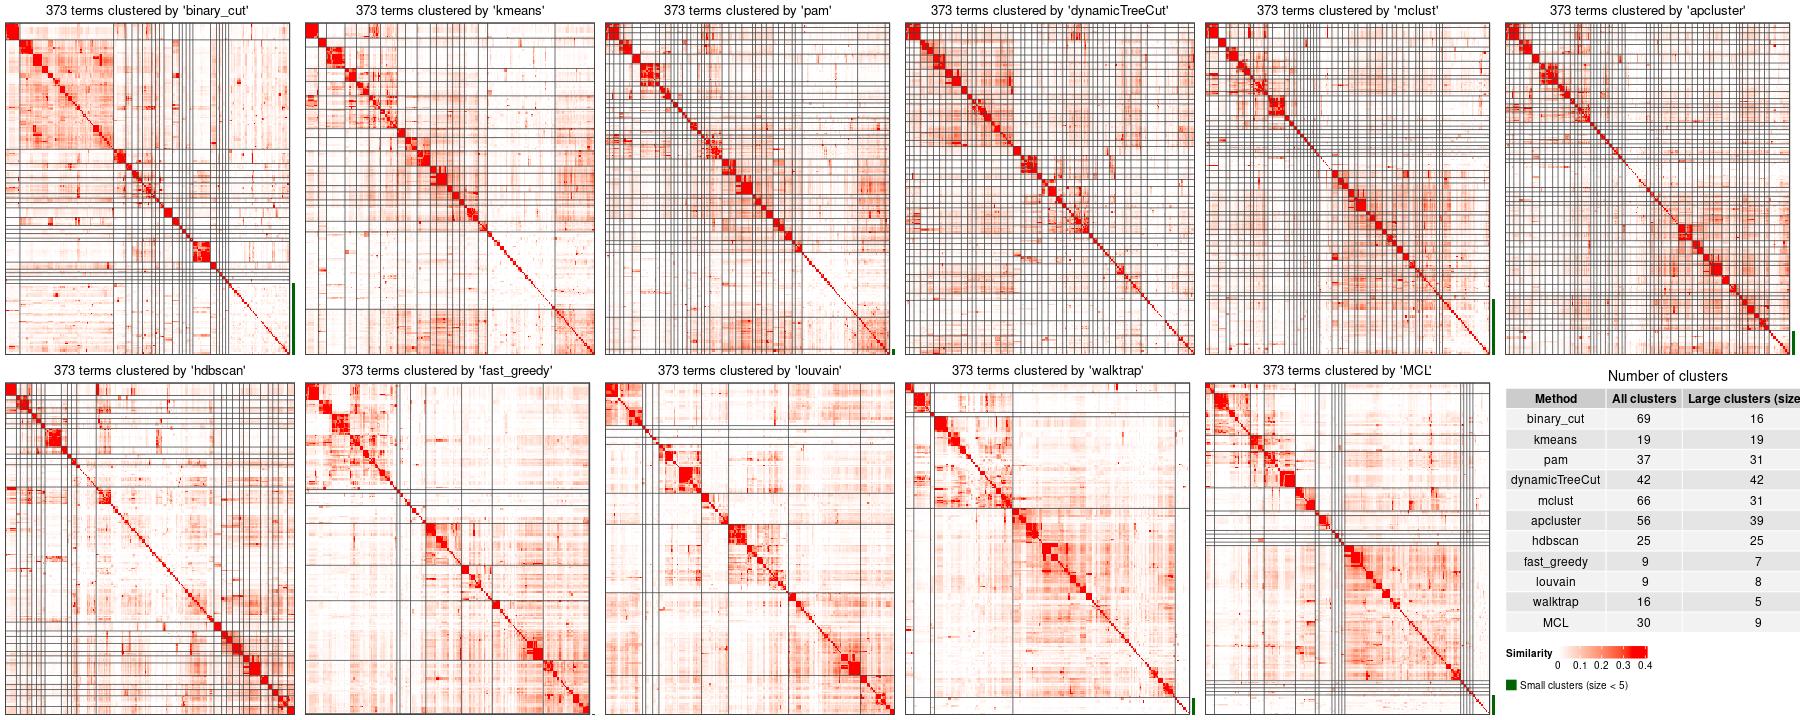 373 terms clustered by 'binary_cut'
373 terms clustered by 'kmeans'
373 terms clustered by 'pam'
373 terms clustered by 'dynamicTreeCut'
373 terms clustered by 'mclust'
373 terms clustered by 'apcluster'
373 terms clustered by 'hdbscan'
373 terms clustered by 'fast_greedy'
373 terms clustered by 'louvain'
373 terms clustered by 'walktrap'
373 terms clustered by 'MCL'
Number of clusters
Method All clusters Large clusters (size
binary_cut 69 16
kmeans 19 19
pam 37 31
dynamicTreeCut 42 42
mclust 66 31
apcluster 56 39
hdbscan 25 25
fast_greedy 9 7
louvain 9 8
walktrap 16 5
MCL 30 9
Similarity
0 0.1 0.2 0.3 0.4
Small clusters (size < 5)